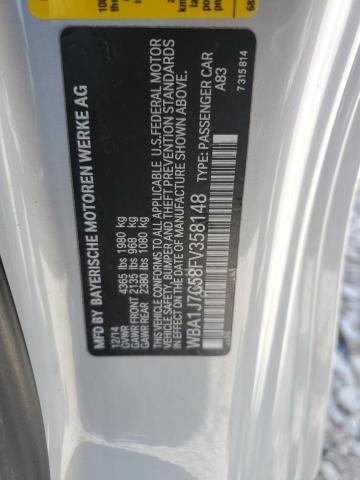 MFD BY BAYERISCHE MOTOREN WERKE AG
12/14
GVWR 4365 lbs 1980 kg
GAWR FRONT 2135 lbs 968 kg
GAWR REAR 2380 lbs 1080 kg
THIS VEHICLE CONFORMS TO ALL APPLICABLE U.S. FEDERAL MOTOR
VEHICLE SAFETY, BUMPER AND THEFT PREVENTION STANDARDS
IN EFFECT ON THE DATE OF MANUFACTURE SHOWN ABOVE.
WBA1J7C58FV358148 TYPE: PASSENGER CAR
A83
7 315 814